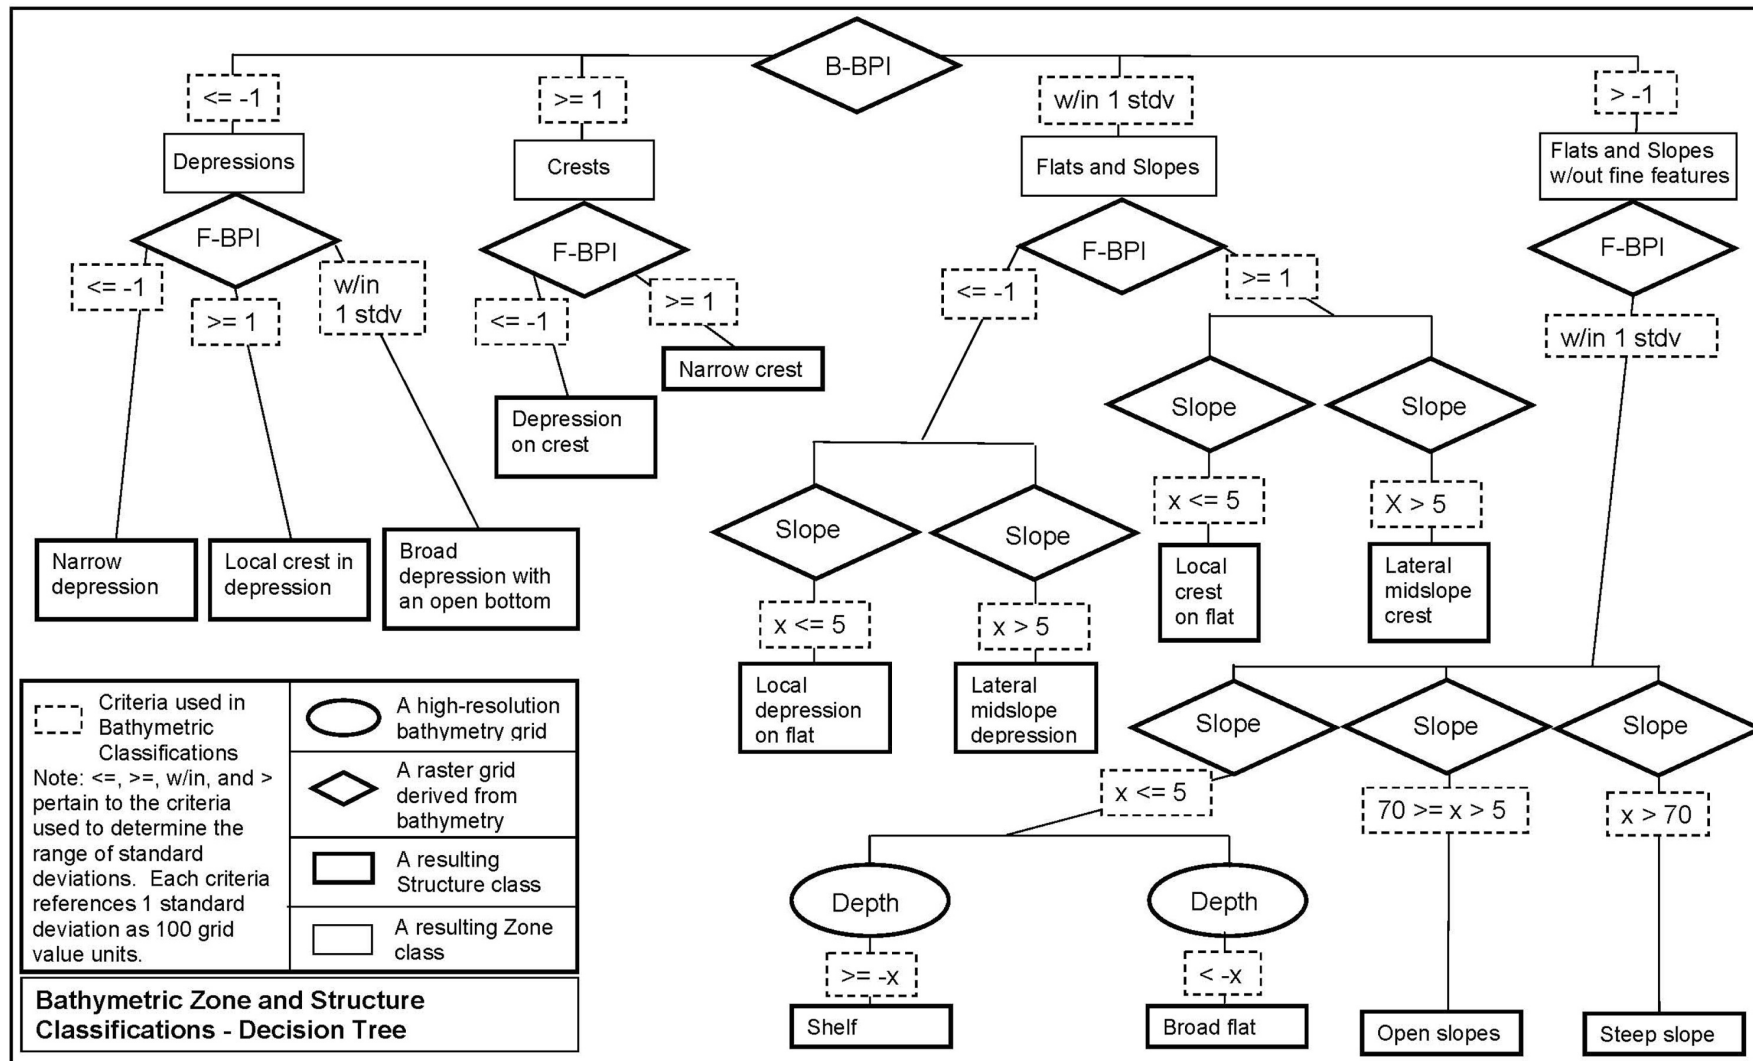 B-BPI
<= -1
>= 1
w/in 1 stdv
> -1
Depressions
Crests
Flats and Slopes
Flats and Slopes
w/out fine features
F-BPI
F-BPI
F-BPI
F-BPI
<= -1
>= 1
w/in
1 stdv
<= -1
>= 1
<= -1
>= 1
w/in 1 stdv
Narrow crest
Depression
on crest
Slope
Slope
x <= 5
X > 5
Local
crest
on flat
Lateral
midslope
crest
Slope
Slope
x <= 5
x > 5
Local
depression
on flat
Lateral
midslope
depression
Narrow
depression
Local crest in
depression
Broad
depression with
an open bottom
Slope
Slope
Slope
x <= 5
70 >= x > 5
x > 70
Depth
Depth
>= -x
< -x
Shelf
Broad flat
Open slopes
Steep slope
Criteria used in
Bathymetric
Classifications
Note: <=, >=, w/in, and >
pertain to the criteria
used to determine the
range of standard
deviations. Each criteria
references 1 standard
deviation as 100 grid
value units.
A high-resolution
bathymetry grid
A raster grid
derived from
bathymetry
A resulting
Structure class
A resulting Zone
class
Bathymetric Zone and Structure
Classifications - Decision Tree